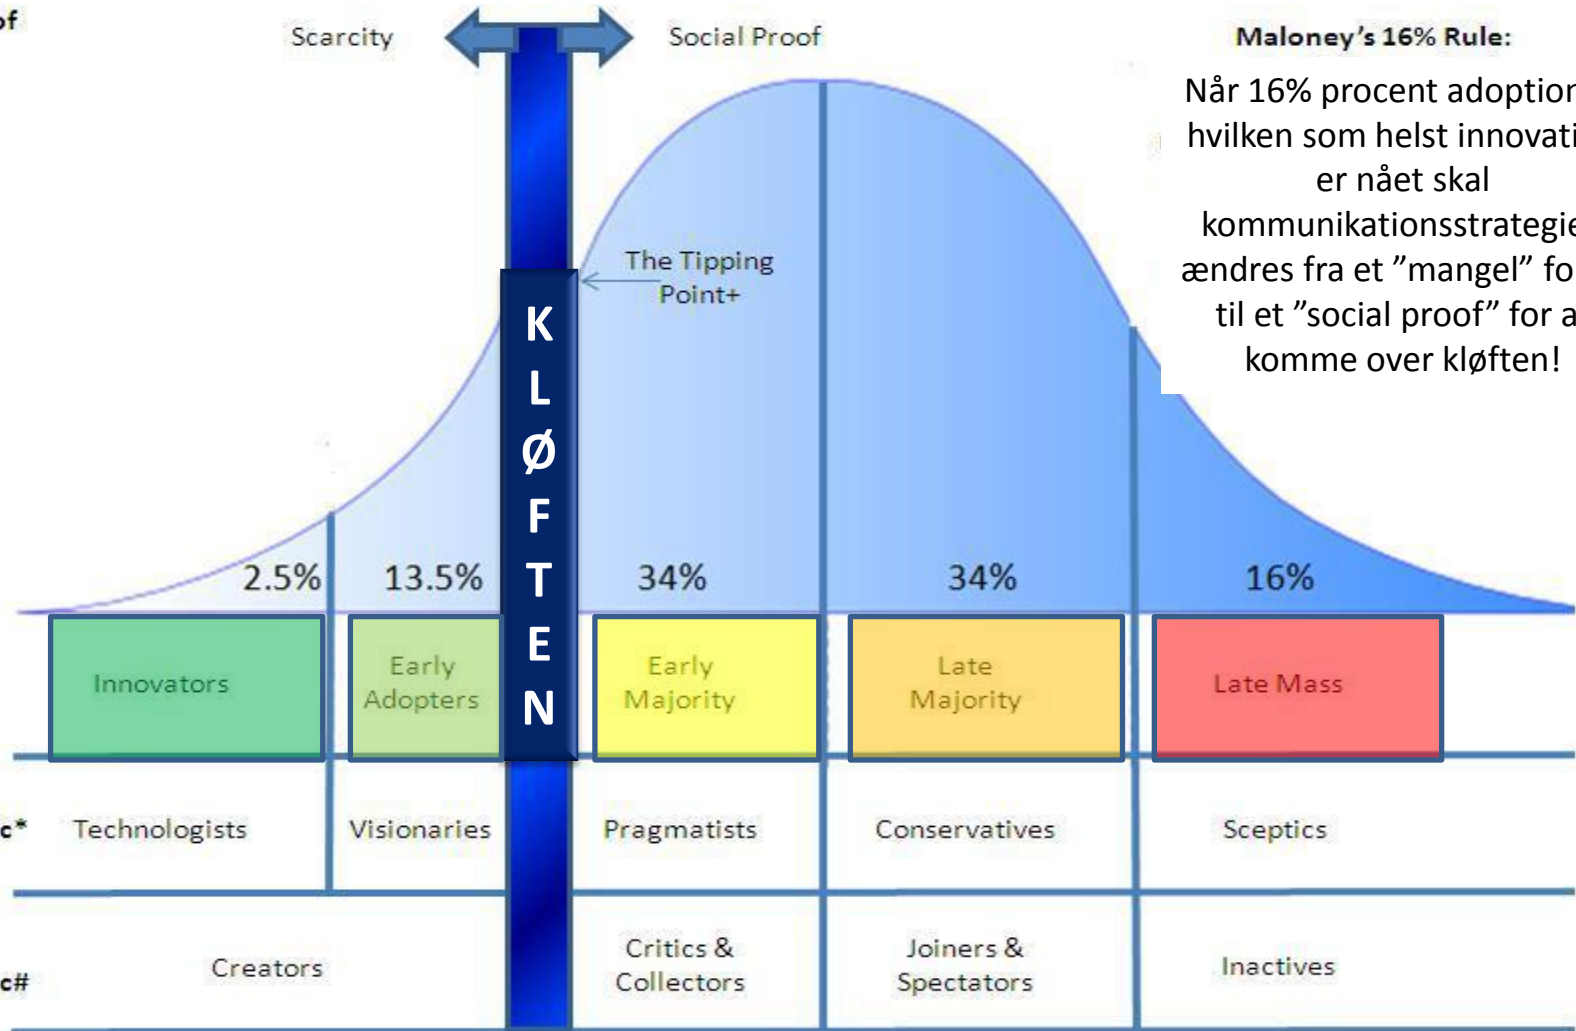 of
Scarcity
Social Proof
Maloney's 16% Rule:
Når 16% procent adoption
hvilken som helst
er nået skal
ændres fra et ”mangel”
til et ”social proof” for
komme over kløften!
The Tipping
Point+
KLØFTEN
2.5%
13.5%
34%
34%
16%
Innovators
Early
Adopters
Early
Majority
Late
Majority
Late Mass
c*
Technologists
Visionaries
Pragmatists
Conservatives
Sceptics
c#
Creators
Critics &
Collectors
Joiners &
Spectators
Inactives